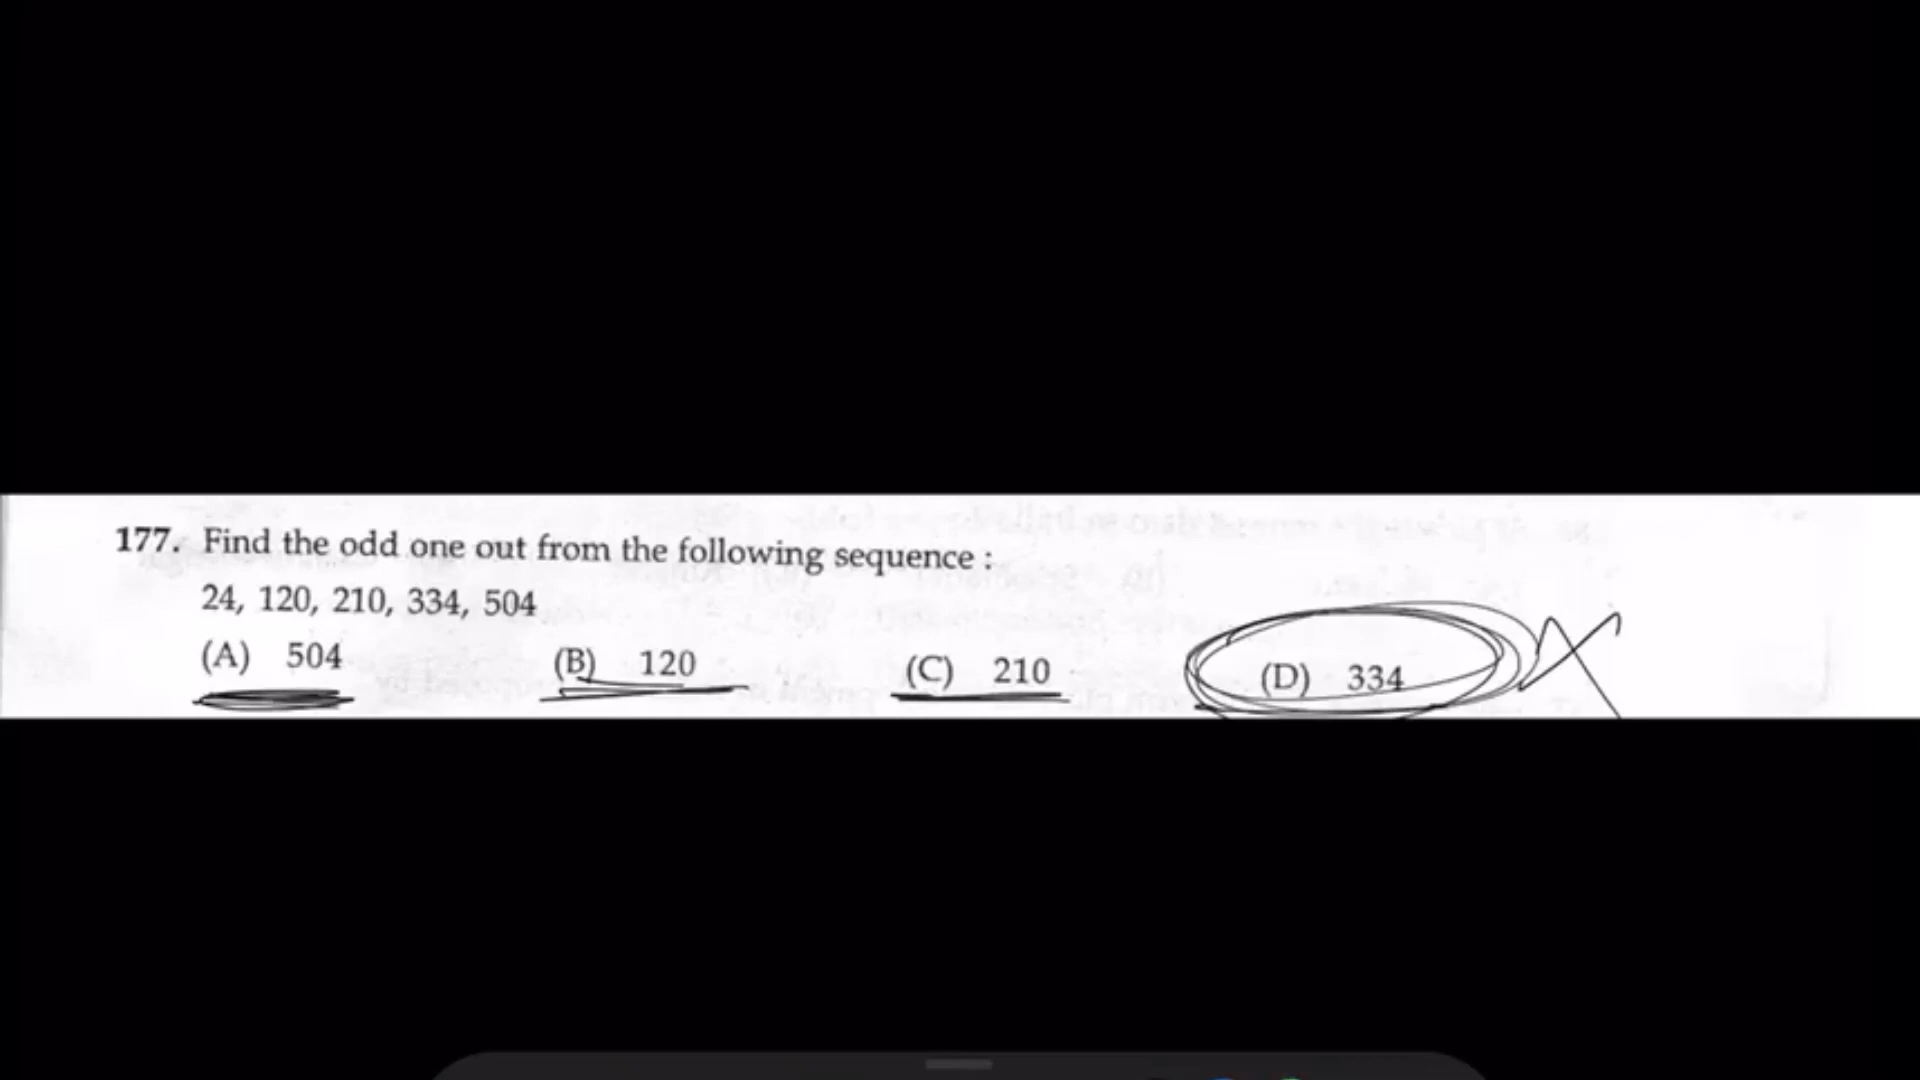 177. Find the odd one out from the following sequence :
24, 120, 210, 334, 504
(A) 504 (B) 120 (C) 210 (D) 334